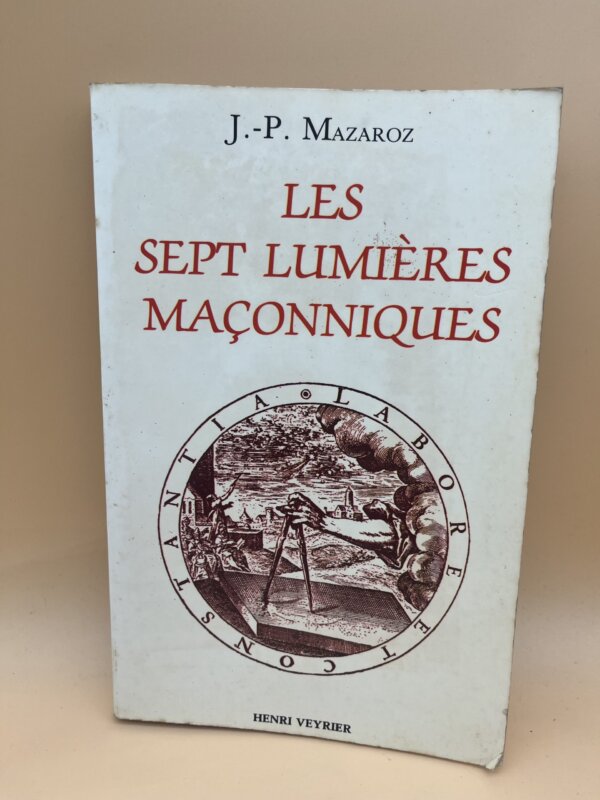 J.-P. MAZAROZ
LES
SEPT LUMIÈRES
MAÇONNIQUES
LABORE ET CONSTANTIA
HENRI VEYRIER